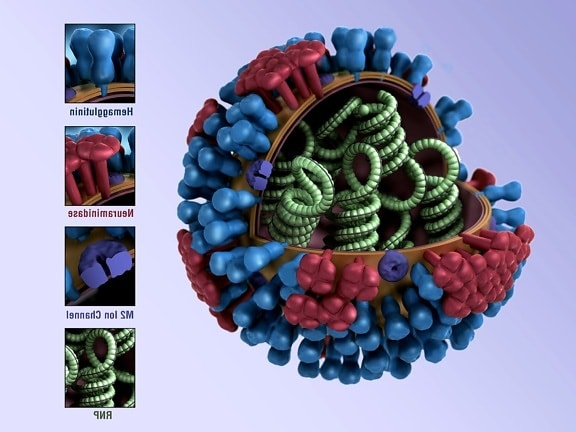 Hemagglutinin
Neuraminidase
M2 Ion Channel
RNP